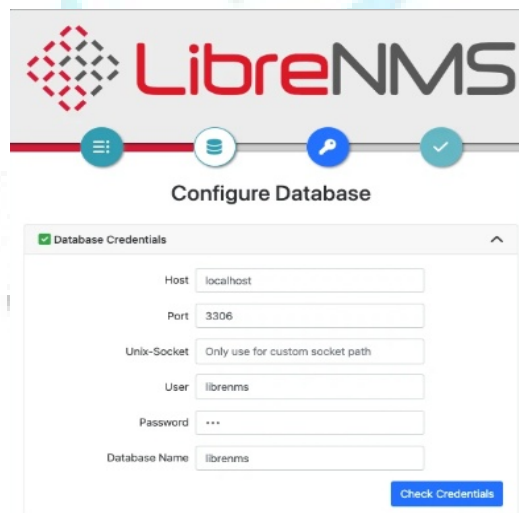 LibreNMS
Configure Database
Database Credentials
Host localhost
Port 3306
Unix-Socket Only use for custom socket path
User librenms
Password •••
Database Name librenms
Check Credentials